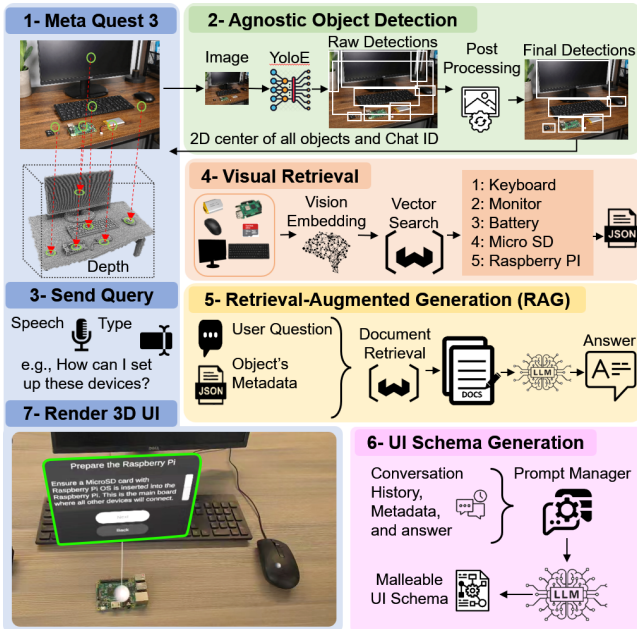 1- Meta Quest 3
Depth
2- Agnostic Object Detection
Image
YoloE
Raw Detections
Post
Processing
Final Detections
2D center of all objects and Chat ID
4- Visual Retrieval
Vision
Embedding
Vector
Search
1: Keyboard
2: Monitor
3: Battery
4: Micro SD
5: Raspberry PI
JSON
3- Send Query
Speech
Type
e.g., How can I set
up these devices?
5- Retrieval-Augmented Generation (RAG)
User Question
JSON
Object's
Metadata
Document
Retrieval
DOCS
LLM
Answer
A
7- Render 3D UI
Prepare the Raspberry Pi
Ensure a MicroSD card with
Raspberry Pi OS is inserted into the
Raspberry Pi. This is the main board
where all other devices will connect.
Back
6- UI Schema Generation
Conversation
History,
Metadata,
and answer
Prompt Manager
Malleable
UI Schema
LLM